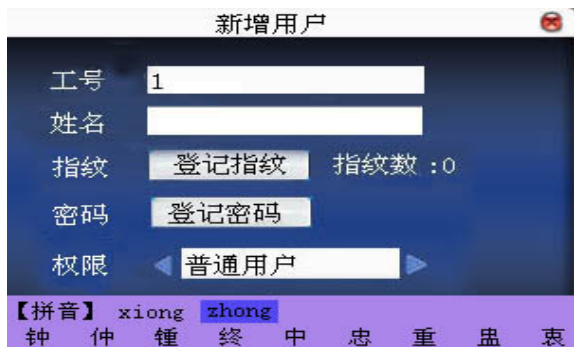 新增用户
工号 1
姓名
指纹 登记指纹 指纹数 :0
密码 登记密码
权限 普通用户
【拼音】 xiong zhong
钟 仲 锺 终 中 忠 重 蛊 衷